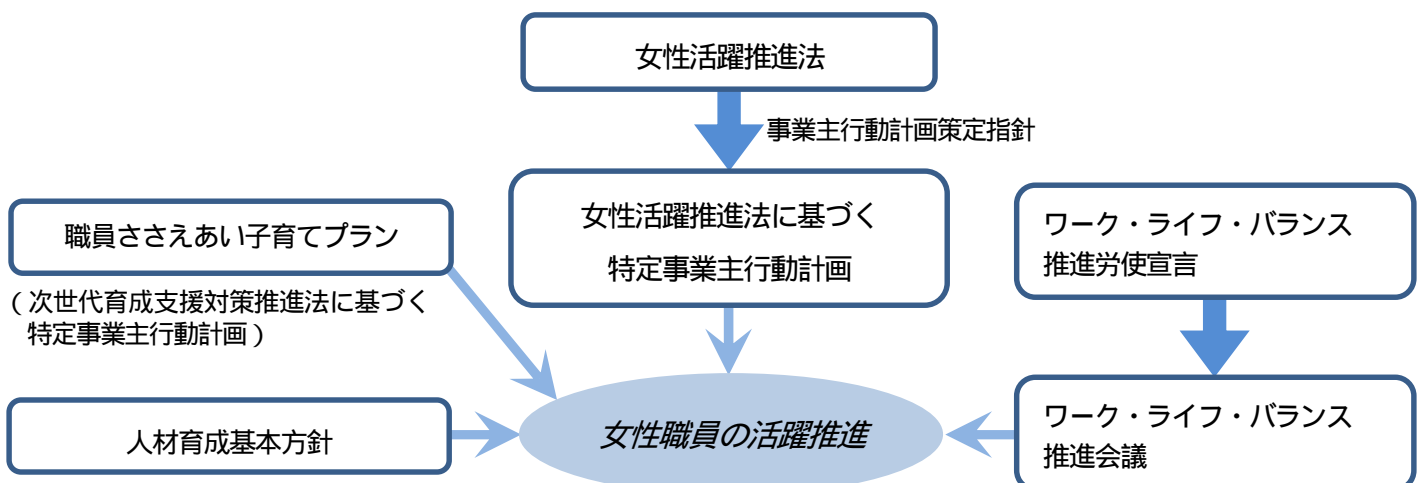 女性活躍推進法
事業主行動計画策定指針
女性活躍推進法に基づく
特定事業主行動計画
職員ささえあい子育てプラン
(次世代育成支援対策推進法に基づく
特定事業主行動計画)
ワーク・ライフ・バランス
推進労使宣言
人材育成基本方針
女性職員の活躍推進
ワーク・ライフ・バランス
推進会議